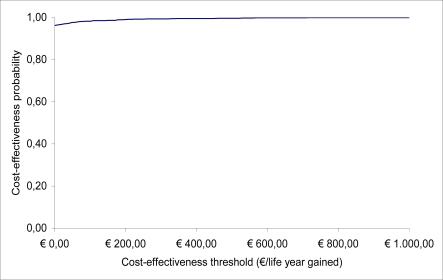 1,00
0,80
0,60
0,40
0,20
0,00
Cost-effectiveness probability
€ 0,00 € 200,00 € 400,00 € 600,00 € 800,00 € 1.000,00
Cost-effectiveness threshold (€/life year gained)